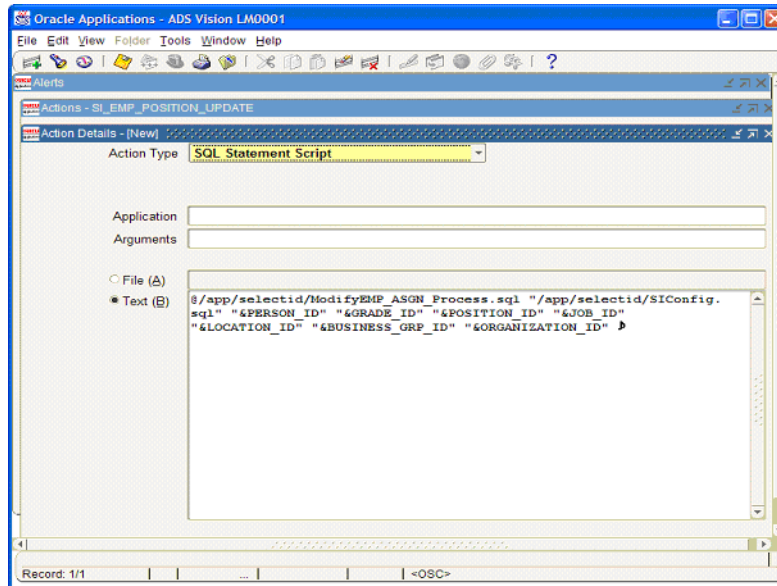 Oracle Applications - ADS Vision LM0001
File Edit View Folder Tools Window Help
Alerts
Actions - SI_EMP_POSITION_UPDATE
Action Details - [New]
Action Type SQL Statement Script
Application
Arguments
File (A)
Text (B) @/app/selectid/ModifyEMP_ASGN_Process.sql "/app/selectid/SIConfig.
sql" "&PERSON_ID" "&GRADE_ID" "&POSITION_ID" "&JOB_ID"
"&LOCATION_ID" "&BUSINESS_GRP_ID" "&ORGANIZATION_ID"
Record: 1/1 ... <OSC>